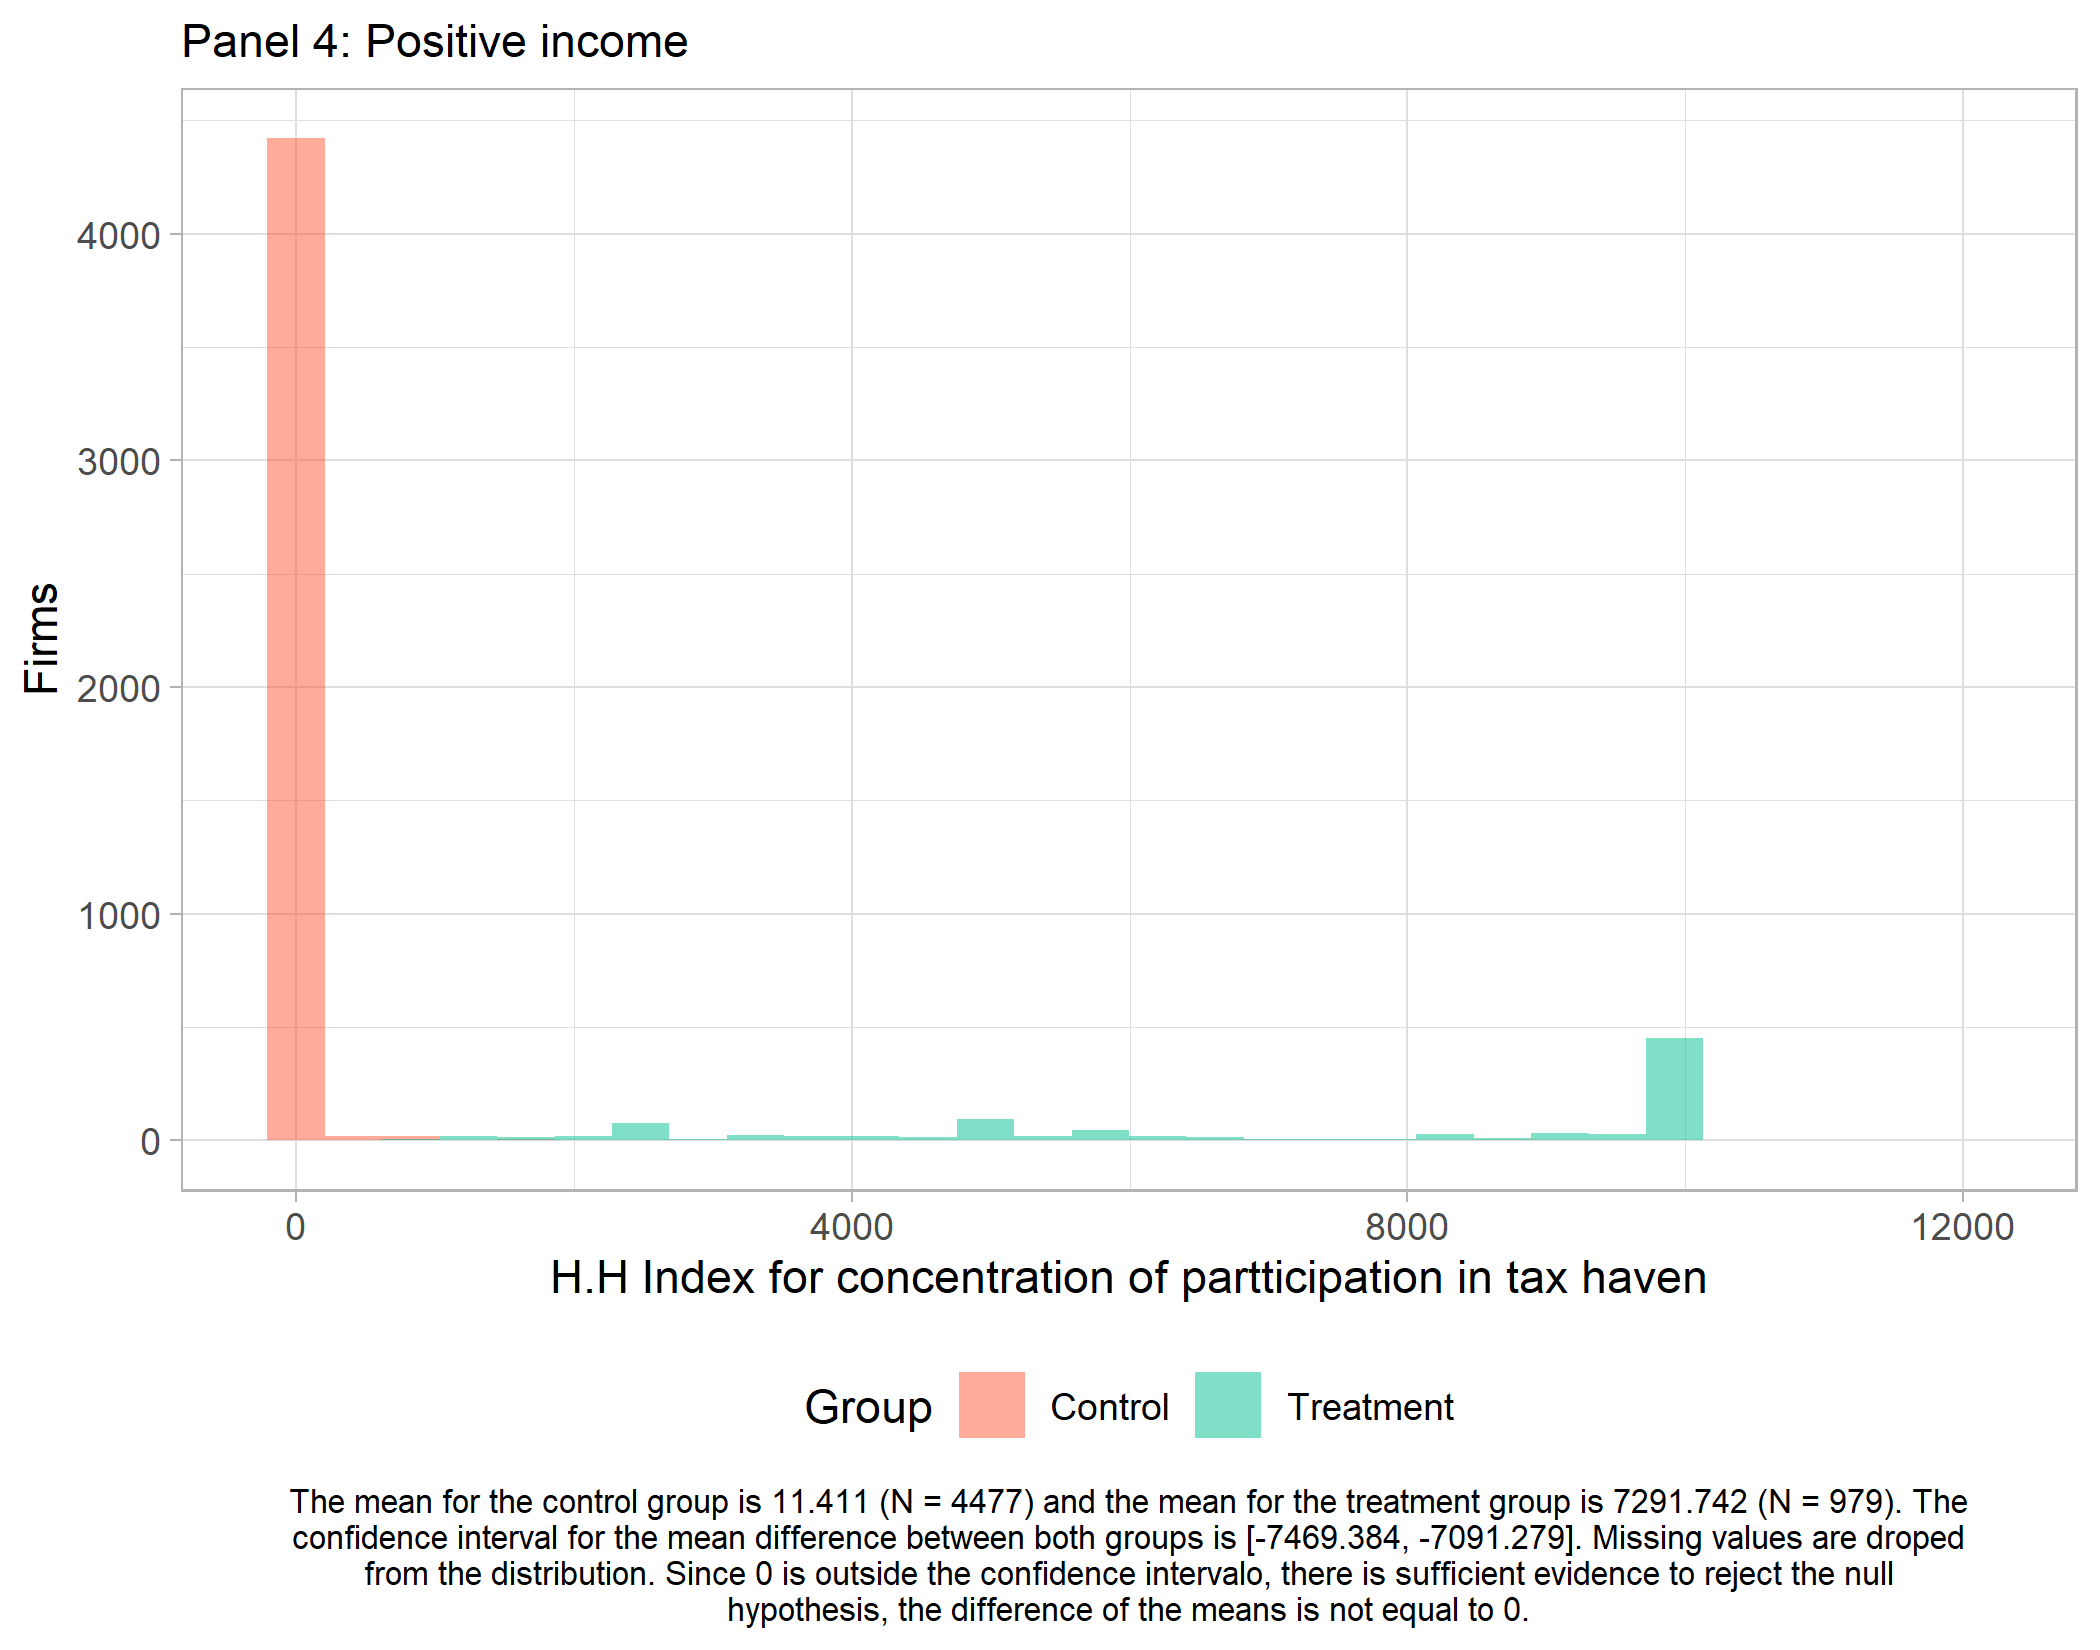 Panel 4: Positive income
4000
3000
2000
1000
0
Firms
0 4000 8000 12000
H.H Index for concentration of partticipation in tax haven
Group Control Treatment
The mean for the control group is 11.411 (N = 4477) and the mean for the treatment group is 7291.742 (N = 979). The
confidence interval for the mean difference between both groups is [-7469.384, -7091.279]. Missing values are droped
from the distribution. Since 0 is outside the confidence intervalo, there is sufficient evidence to reject the null
hypothesis, the difference of the means is not equal to 0.